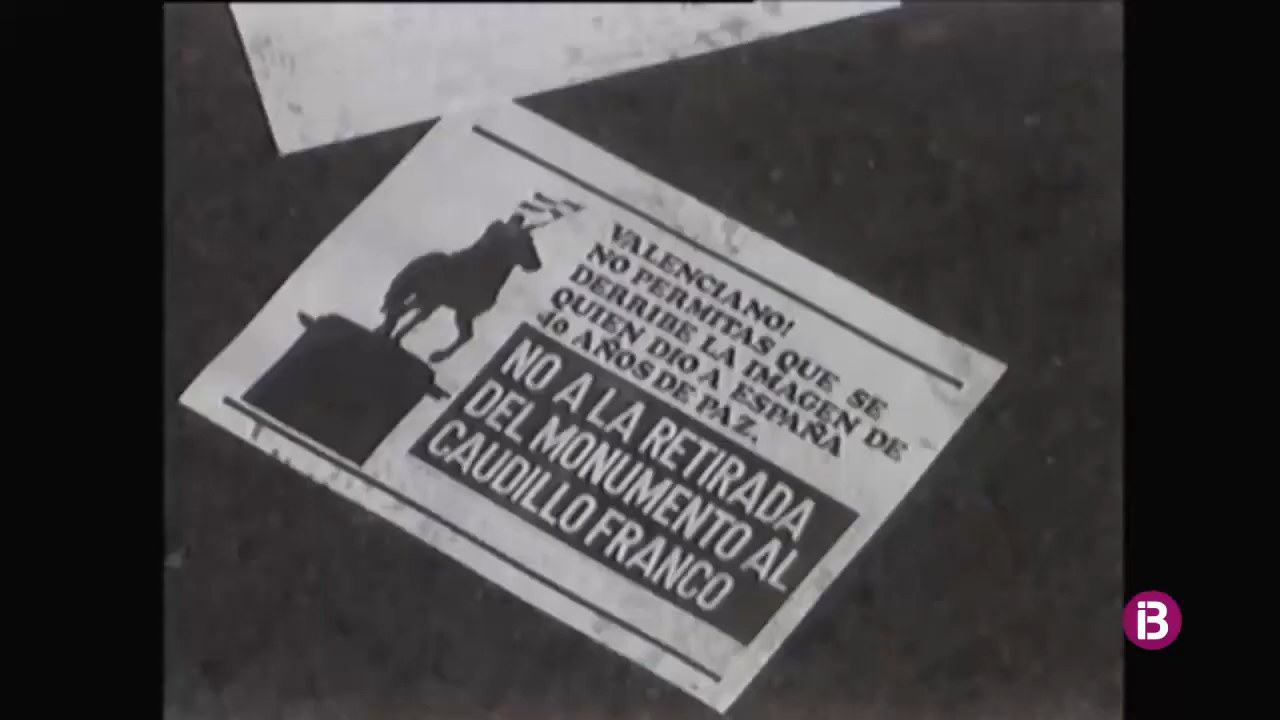 VALENCIANO!
NO PERMITAS QUE SE
DERRIBE LA IMAGEN DE
QUIEN DIO A ESPAÑA
40 AÑOS DE PAZ.
NO A LA RETIRADA
DEL MONUMENTO AL
CAUDILLO FRANCO
IB